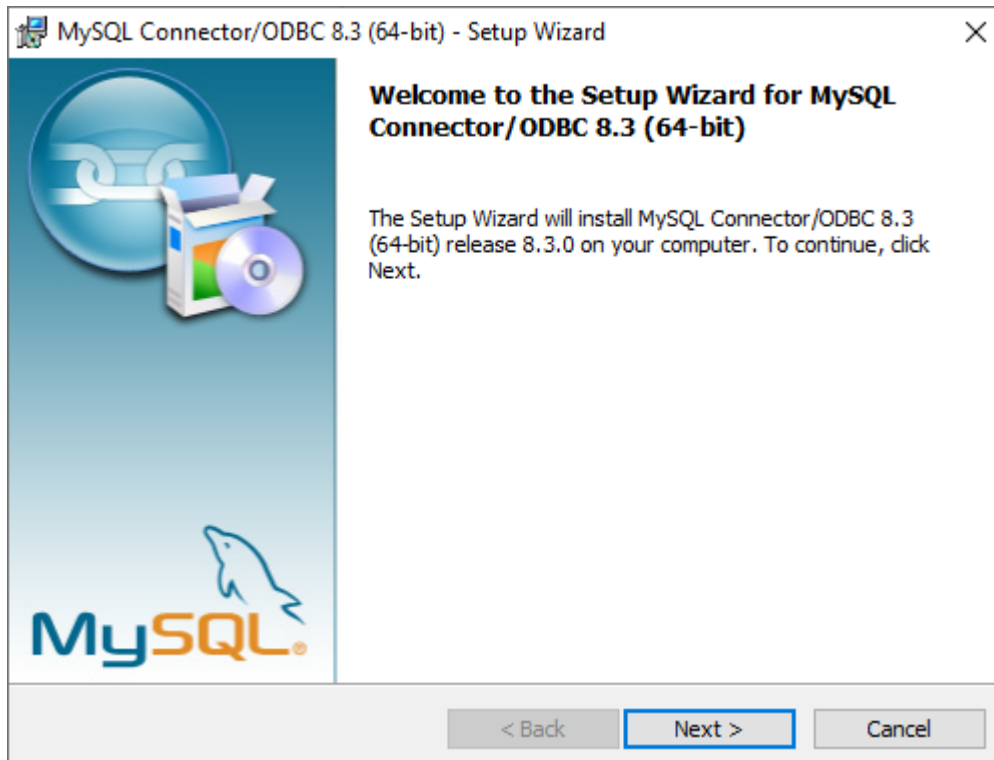 MySQL Connector/ODBC 8.3 (64-bit) - Setup Wizard
Welcome to the Setup Wizard for MySQL
Connector/ODBC 8.3 (64-bit)
The Setup Wizard will install MySQL Connector/ODBC 8.3
(64-bit) release 8.3.0 on your computer. To continue, click
Next.
MySQL®
< Back
Next >
Cancel